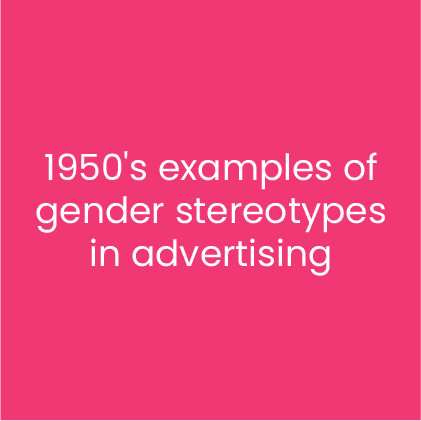 1950's examples of
gender stereotypes
in advertising